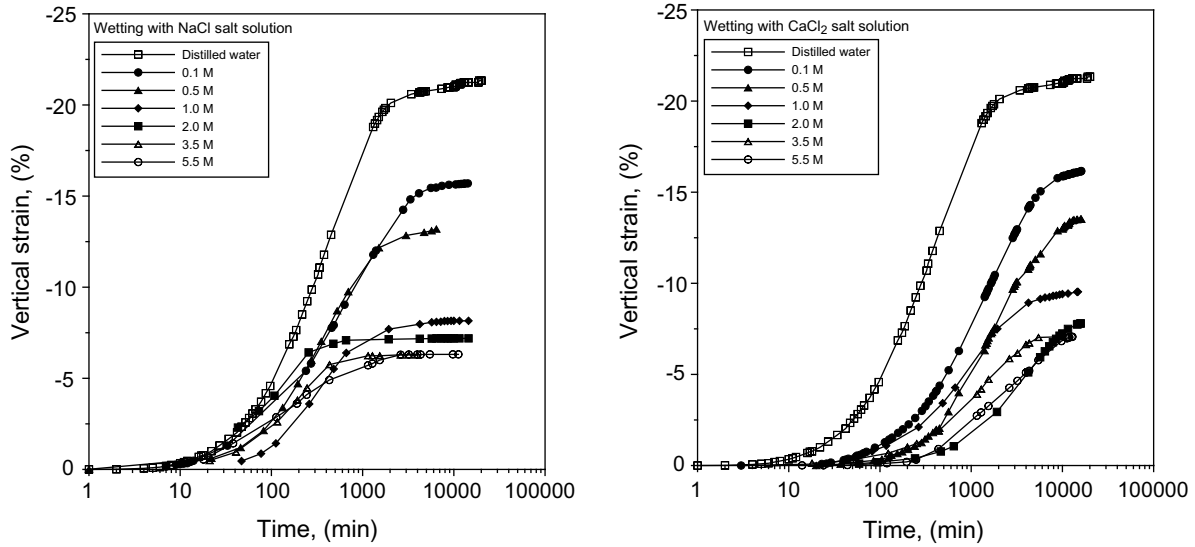 Wetting with NaCl salt solution
Distilled water
0.1 M
0.5 M
1.0 M
2.0 M
3.5 M
5.5 M
-25
-20
-15
-10
-5
0
Vertical strain, (%)
1
10
100
1000
10000
100000
Time, (min)
Wetting with CaCl2 salt solution
Distilled water
0.1 M
0.5 M
1.0 M
2.0 M
3.5 M
5.5 M
-25
-20
-15
-10
-5
0
Vertical strain, (%)
1
10
100
1000
10000
100000
Time, (min)